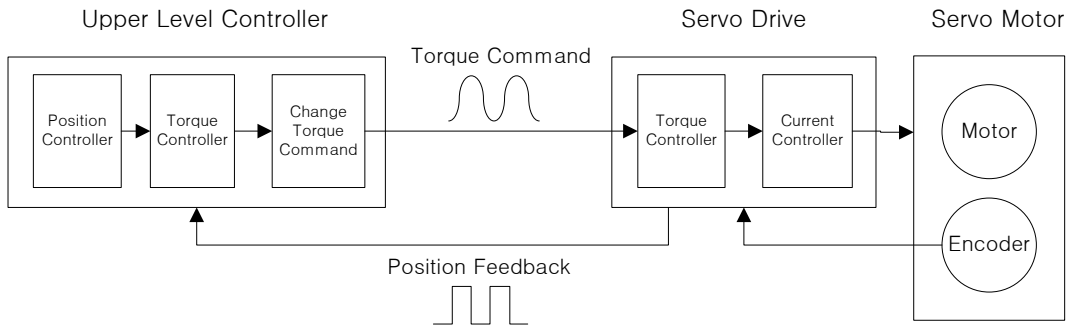 Upper Level Controller
Servo Drive
Servo Motor
Torque Command
Position
Controller
Torque
Controller
Change
Torque
Command
Torque
Controller
Current
Controller
Motor
Encoder
Position Feedback